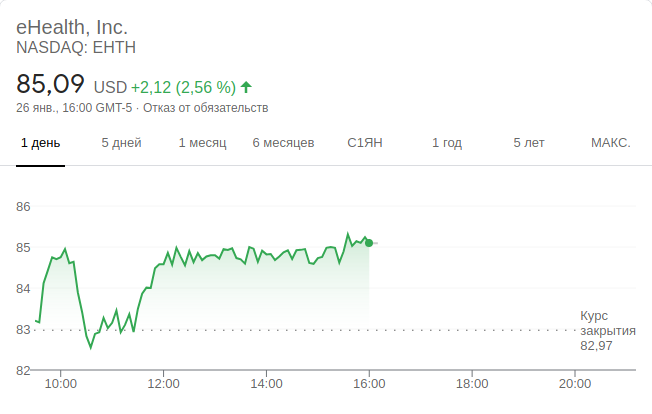 eHealth, Inc.
NASDAQ: EHTH
85,09 USD +2,12 (2,56 %)
26 янв., 16:00 GMT-5 · Отказ от обязательств
1 день 5 дней 1 месяц 6 месяцев С1ЯН 1 год 5 лет МАКС.
86
85
84
83
82
Курс
закрытия
82,97
10:00 12:00 14:00 16:00 18:00 20:00